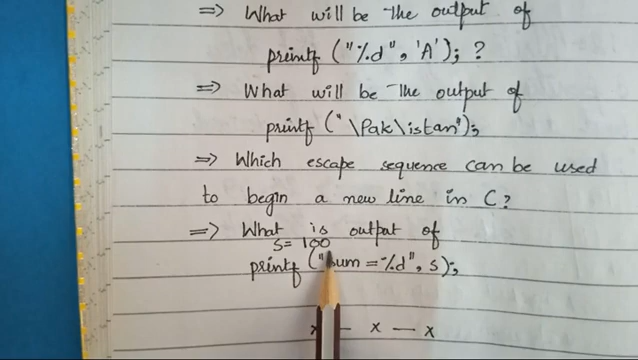 ⇒ What will be the output of
printf ("%d", 'A'); ?
⇒ What will be the output of
printf ("\Pak\istan");
⇒ Which escape sequence can be used
to begin a new line in C?
⇒ What is output of
S= 100
printf ("Sum = %d", s);
x — x — x